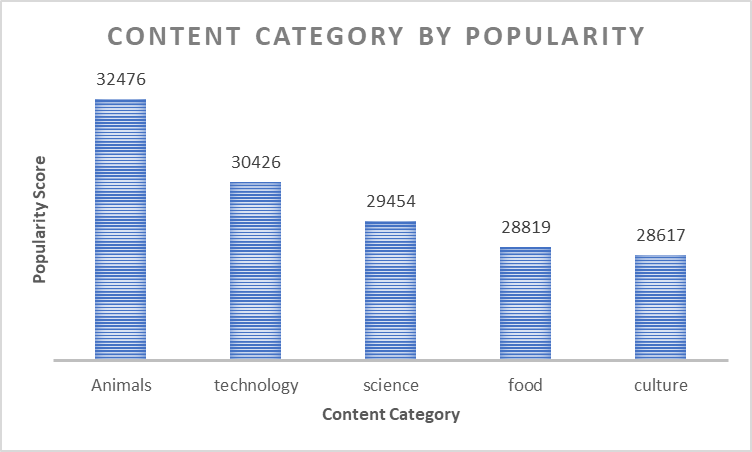 CONTENT CATEGORY BY POPULARITY
32476
30426
29454
28819
28617
Popularity Score
Animals technology science food culture
Content Category